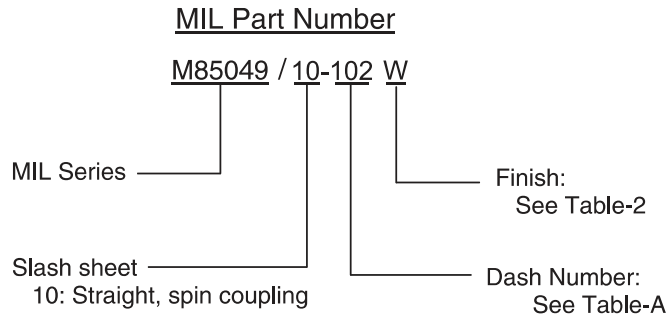 MIL Part Number
M85049 / 10-102 W
MIL Series
Finish:
See Table-2
Slash sheet
10: Straight, spin coupling
Dash Number:
See Table-A